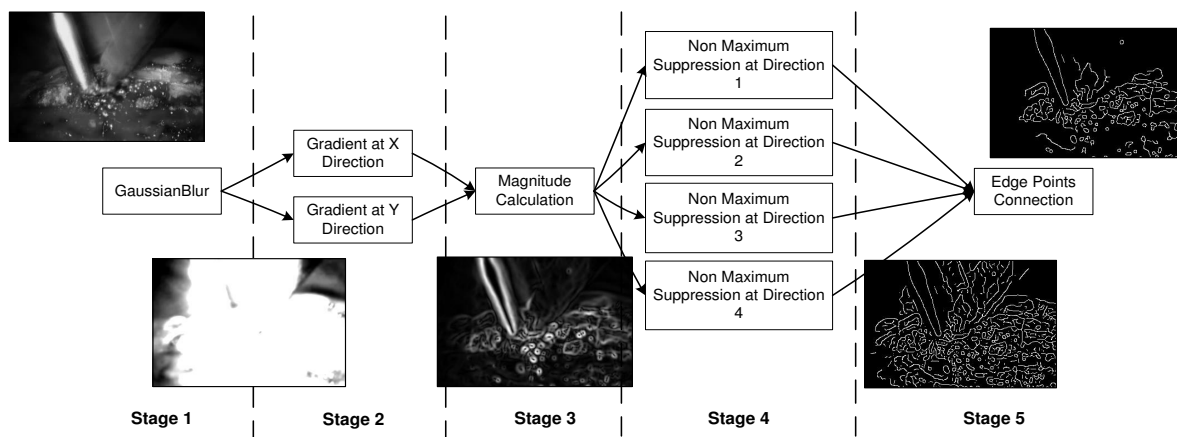 GaussianBlur
Gradient at X
Direction
Gradient at Y
Direction
Magnitude
Calculation
Non Maximum
Suppression at Direction
1
Non Maximum
Suppression at Direction
2
Non Maximum
Suppression at Direction
3
Non Maximum
Suppression at Direction
4
Edge Points
Connection
Stage 1
Stage 2
Stage 3
Stage 4
Stage 5